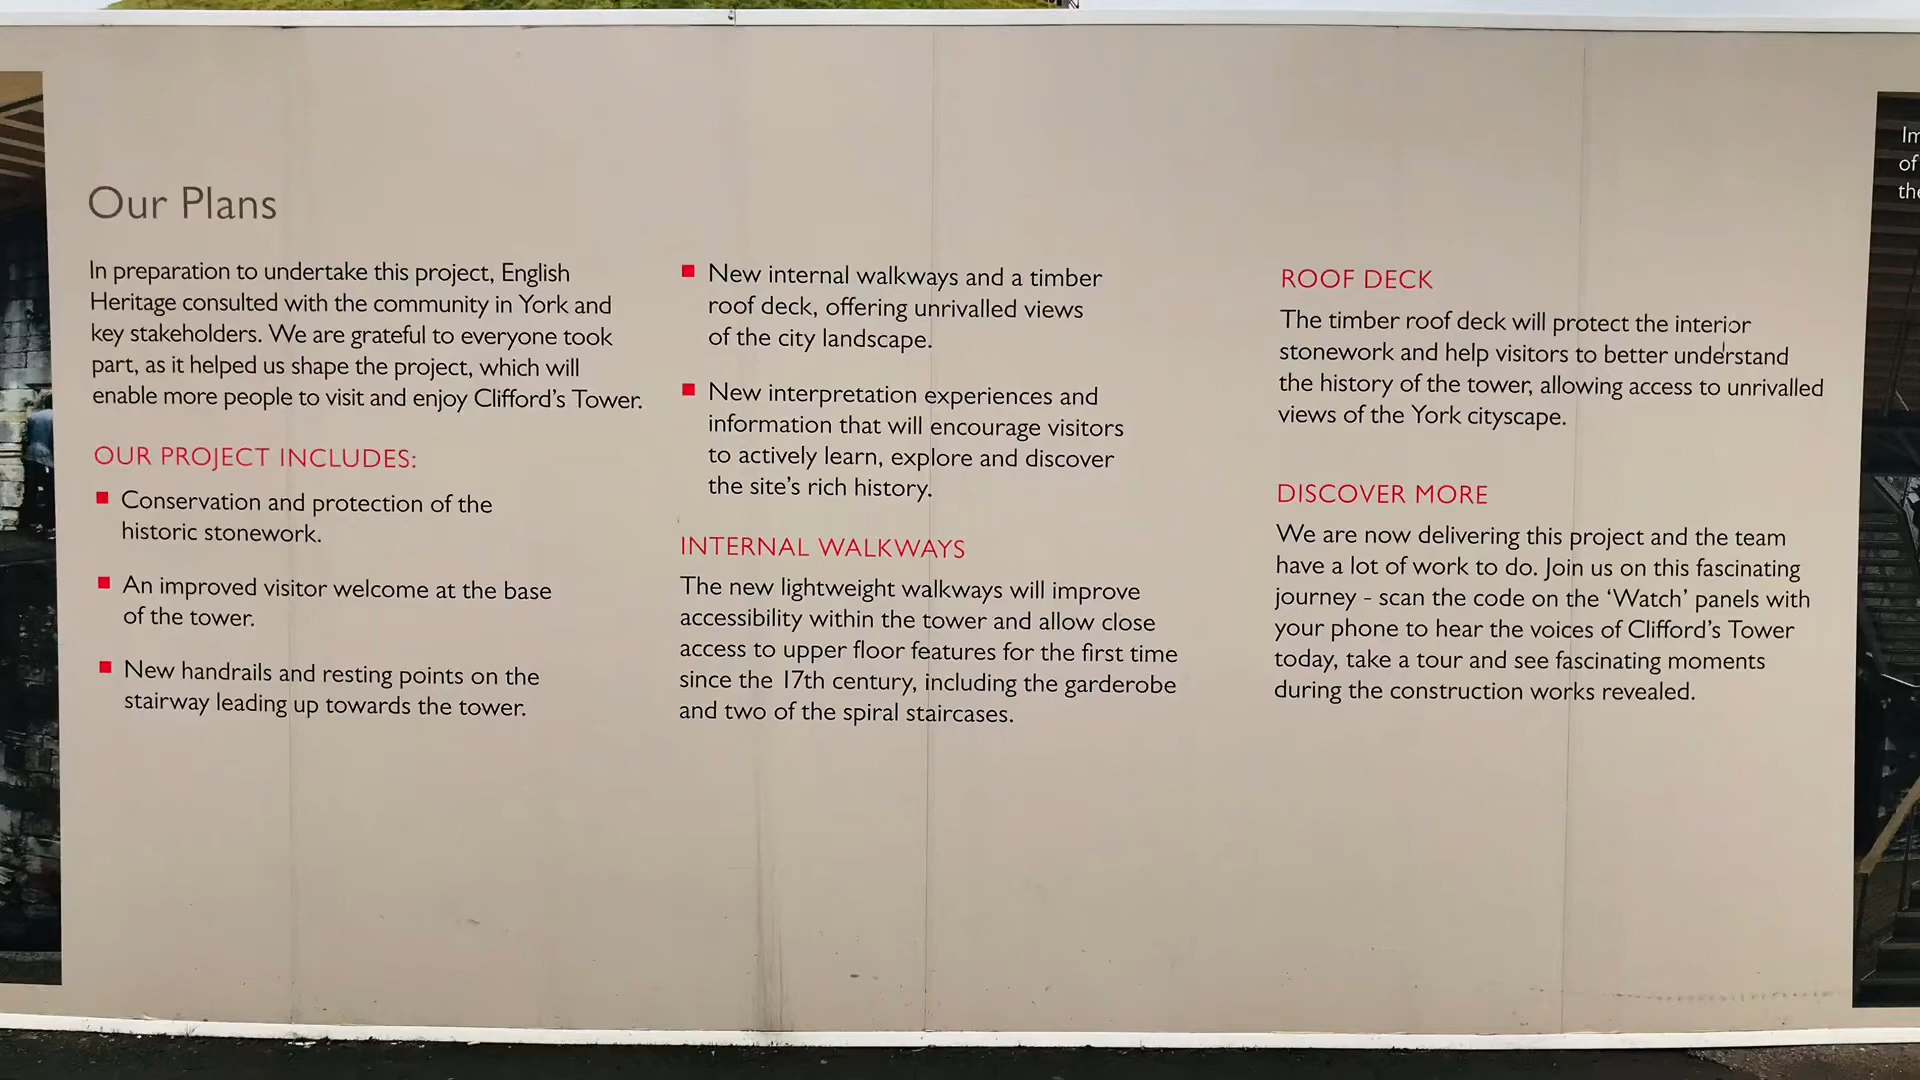 Our Plans
In preparation to undertake this project, English
Heritage consulted with the community in York and
key stakeholders. We are grateful to everyone took
part, as it helped us shape the project, which will
enable more people to visit and enjoy Clifford's Tower.
OUR PROJECT INCLUDES:
■ Conservation and protection of the
historic stonework.
■ An improved visitor welcome at the base
of the tower.
■ New handrails and resting points on the
stairway leading up towards the tower.
■ New internal walkways and a timber
roof deck, offering unrivalled views
of the city landscape.
■ New interpretation experiences and
information that will encourage visitors
to actively learn, explore and discover
the site's rich history.
INTERNAL WALKWAYS
The new lightweight walkways will improve
accessibility within the tower and allow close
access to upper floor features for the first time
since the 17th century, including the garderobe
and two of the spiral staircases.
ROOF DECK
The timber roof deck will protect the interior
stonework and help visitors to better understand
the history of the tower, allowing access to unrivalled
views of the York cityscape.
DISCOVER MORE
We are now delivering this project and the team
have a lot of work to do. Join us on this fascinating
journey - scan the code on the ‘Watch’ panels with
your phone to hear the voices of Clifford's Tower
today, take a tour and see fascinating moments
during the construction works revealed.
of